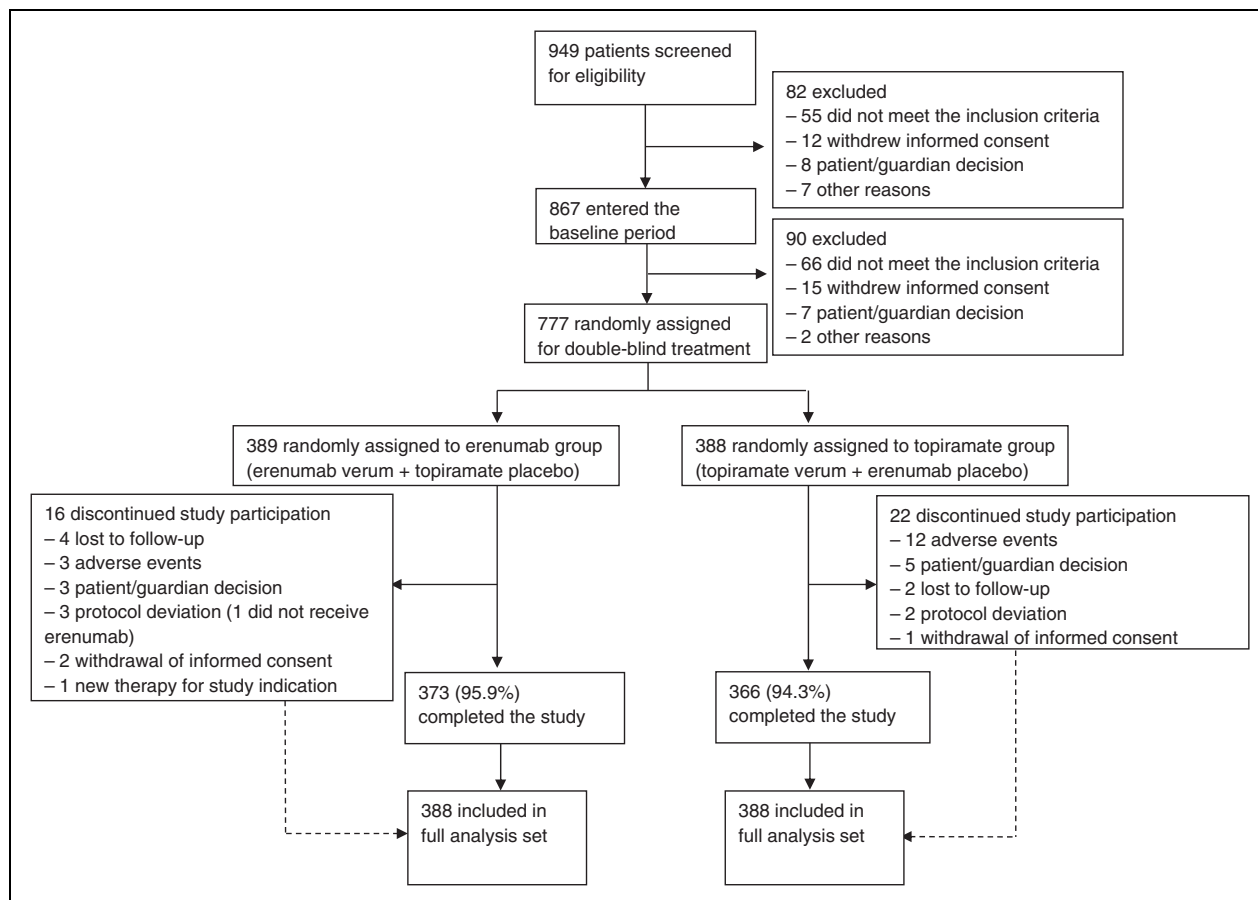 949 patients screened
for eligibility
82 excluded
– 55 did not meet the inclusion criteria
– 12 withdrew informed consent
– 8 patient/guardian decision
– 7 other reasons
867 entered the
baseline period
90 excluded
– 66 did not meet the inclusion criteria
– 15 withdrew informed consent
– 7 patient/guardian decision
– 2 other reasons
777 randomly assigned
for double-blind treatment
389 randomly assigned to erenumab group
(erenumab verum + topiramate placebo)
388 randomly assigned to topiramate group
(topiramate verum + erenumab placebo)
16 discontinued study participation
– 4 lost to follow-up
– 3 adverse events
– 3 patient/guardian decision
– 3 protocol deviation (1 did not receive
erenumab)
– 2 withdrawal of informed consent
– 1 new therapy for study indication
22 discontinued study participation
– 12 adverse events
– 5 patient/guardian decision
– 2 lost to follow-up
– 2 protocol deviation
– 1 withdrawal of informed consent
373 (95.9%)
completed the study
366 (94.3%)
completed the study
388 included in
full analysis set
388 included in
full analysis set